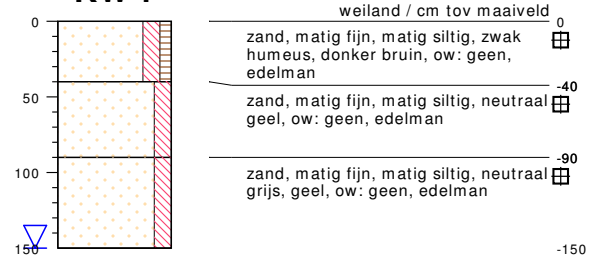 weiland / cm tov maaiveld
0 0
zand, matig fijn, matig siltig, zwak
humeus, donker bruin, ow: geen,
edelman
-40
50
zand, matig fijn, matig siltig, neutraal
geel, ow: geen, edelman
-90
100
zand, matig fijn, matig siltig, neutraal
grijs, geel, ow: geen, edelman
150 -150